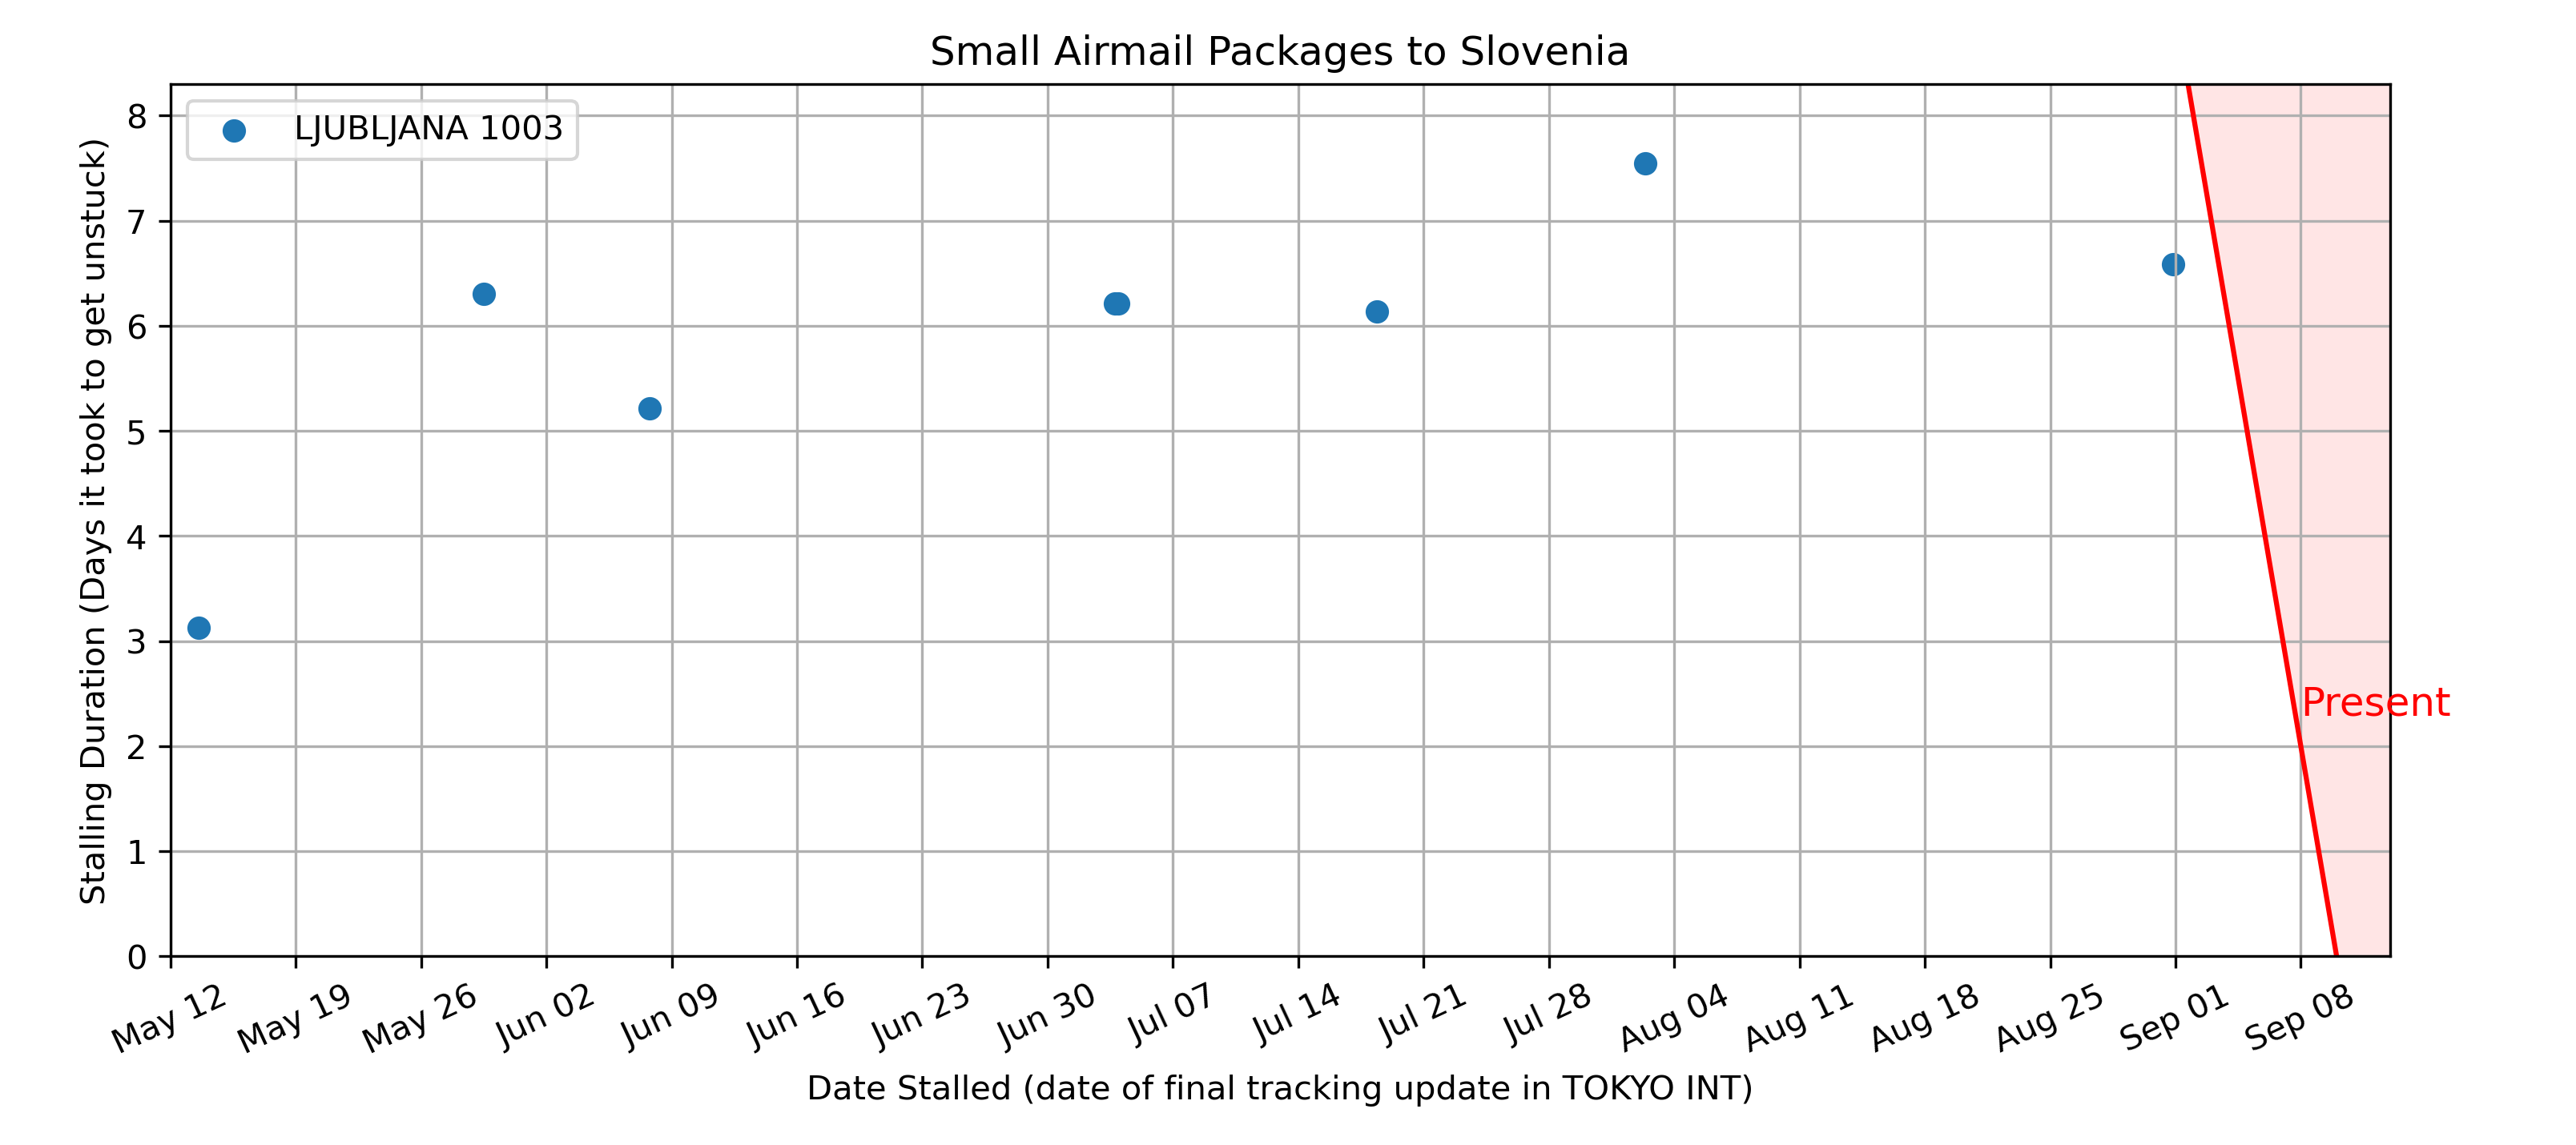 Small Airmail Packages to Slovenia
LJUBLJANA 1003
Stalling Duration (Days it took to get unstuck)
8
7
6
5
4
3
2
1
0
Present
May 12
May 19
May 26
Jun 02
Jun 09
Jun 16
Jun 23
Jun 30
Jul 07
Jul 14
Jul 21
Jul 28
Aug 04
Aug 11
Aug 18
Aug 25
Sep 01
Sep 08
Date Stalled (date of final tracking update in TOKYO INT)